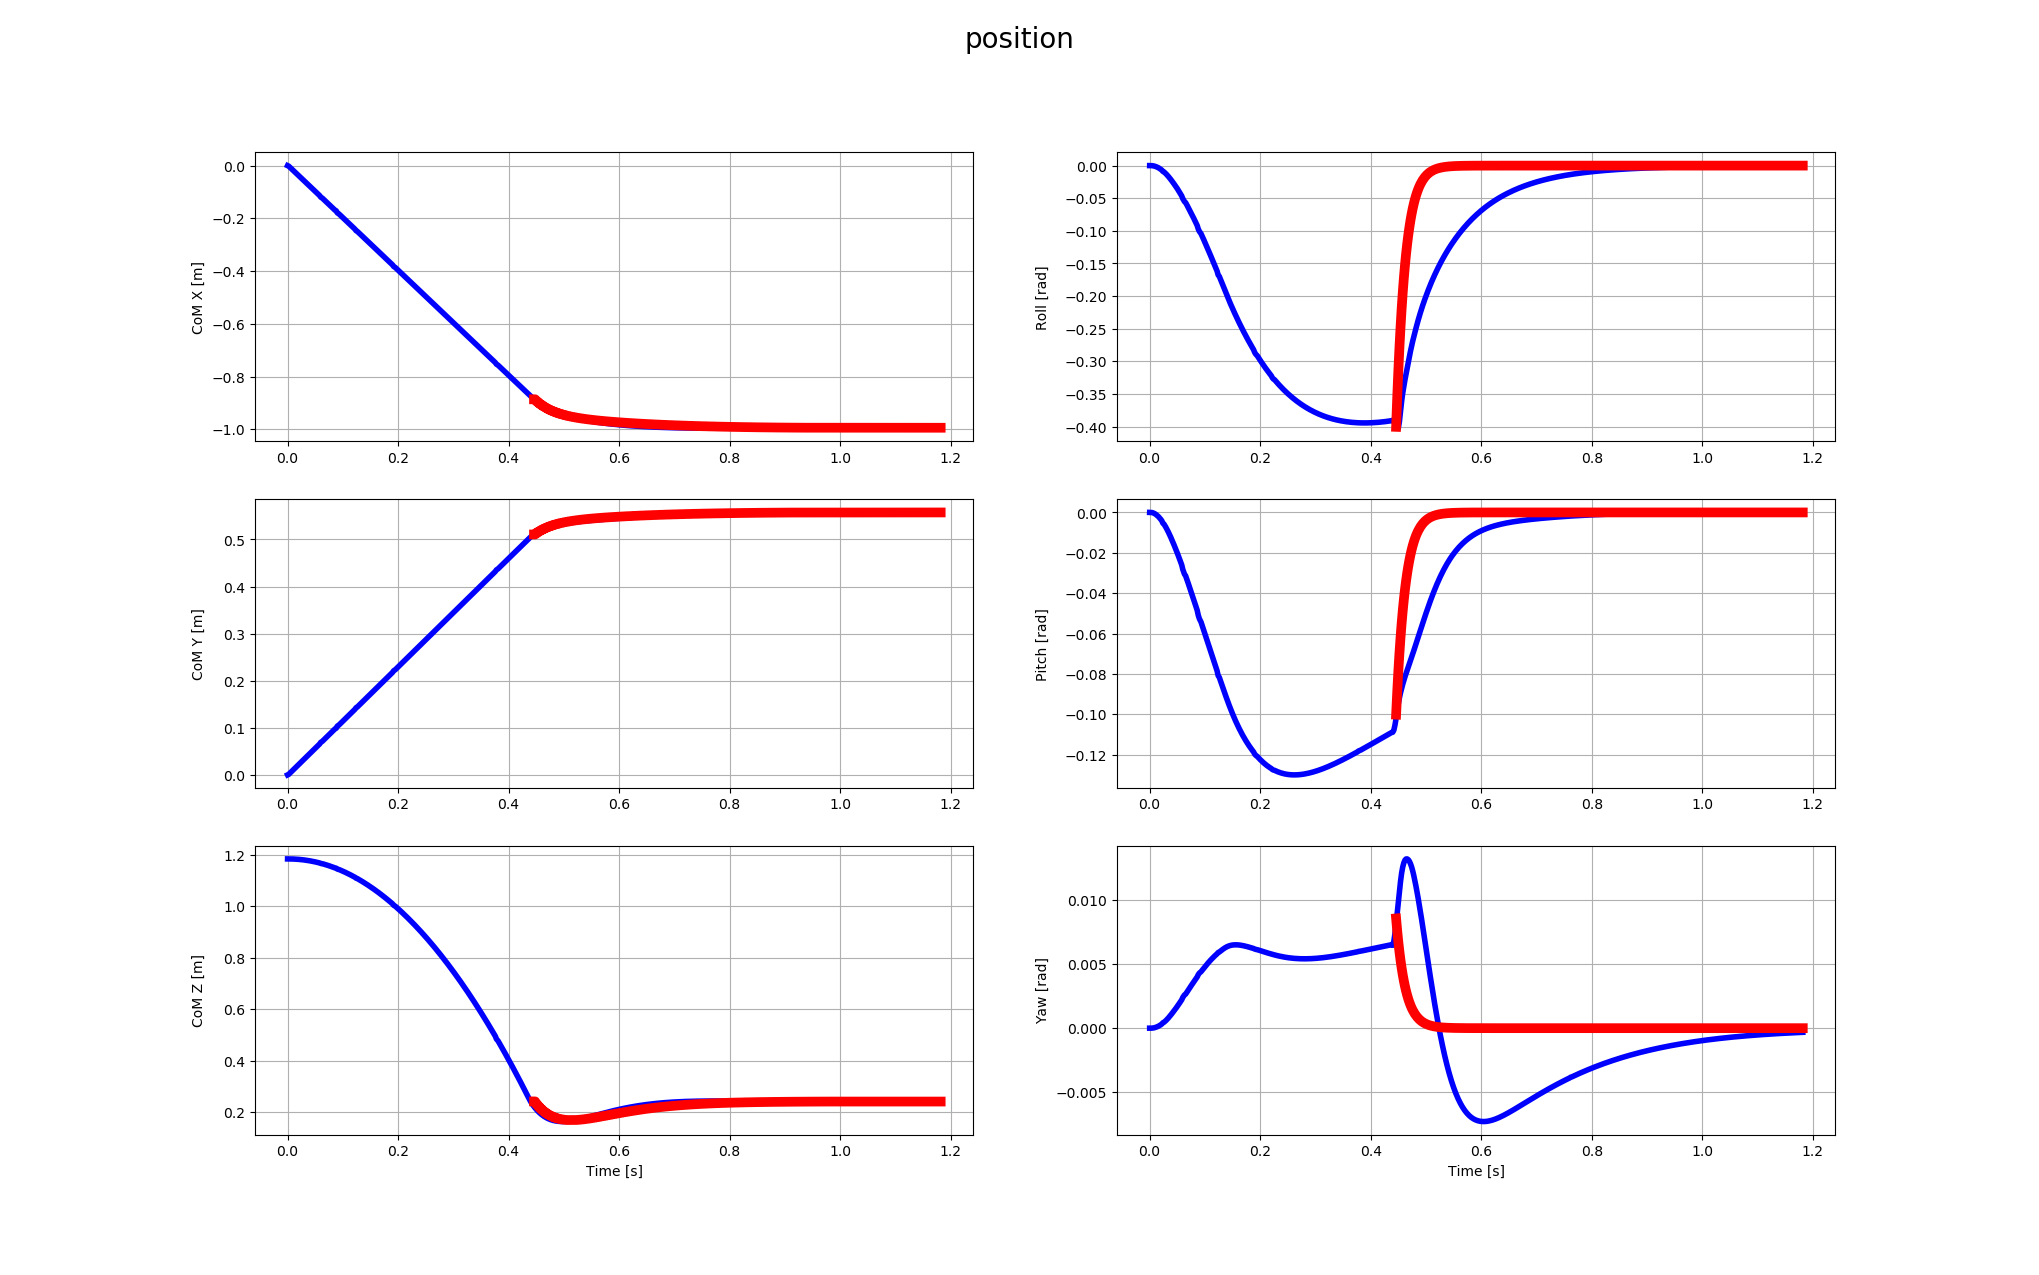 position
CoM X [m]
0.0
−0.2
−0.4
−0.6
−0.8
−1.0
0.0 0.2 0.4 0.6 0.8 1.0 1.2
Roll [rad]
0.00
−0.05
−0.10
−0.15
−0.20
−0.25
−0.30
−0.35
−0.40
0.0 0.2 0.4 0.6 0.8 1.0 1.2
CoM Y [m]
0.5
0.4
0.3
0.2
0.1
0.0
0.0 0.2 0.4 0.6 0.8 1.0 1.2
Pitch [rad]
0.00
−0.02
−0.04
−0.06
−0.08
−0.10
−0.12
0.0 0.2 0.4 0.6 0.8 1.0 1.2
CoM Z [m]
1.2
1.0
0.8
0.6
0.4
0.2
0.0 0.2 0.4 0.6 0.8 1.0 1.2
Time [s]
Yaw [rad]
0.010
0.005
0.000
−0.005
0.0 0.2 0.4 0.6 0.8 1.0 1.2
Time [s]